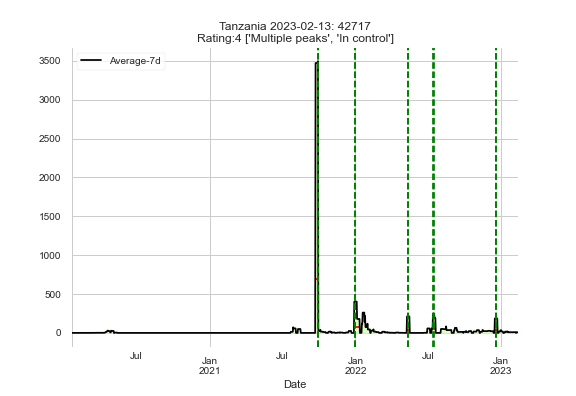 Tanzania 2023-02-13: 42717
Rating:4 ['Multiple peaks', 'In control']
Average-7d
3500
3000
2500
2000
1500
1000
500
0
Jul
Jan
2021
Jul
Jan
2022
Jul
Jan
2023
Date